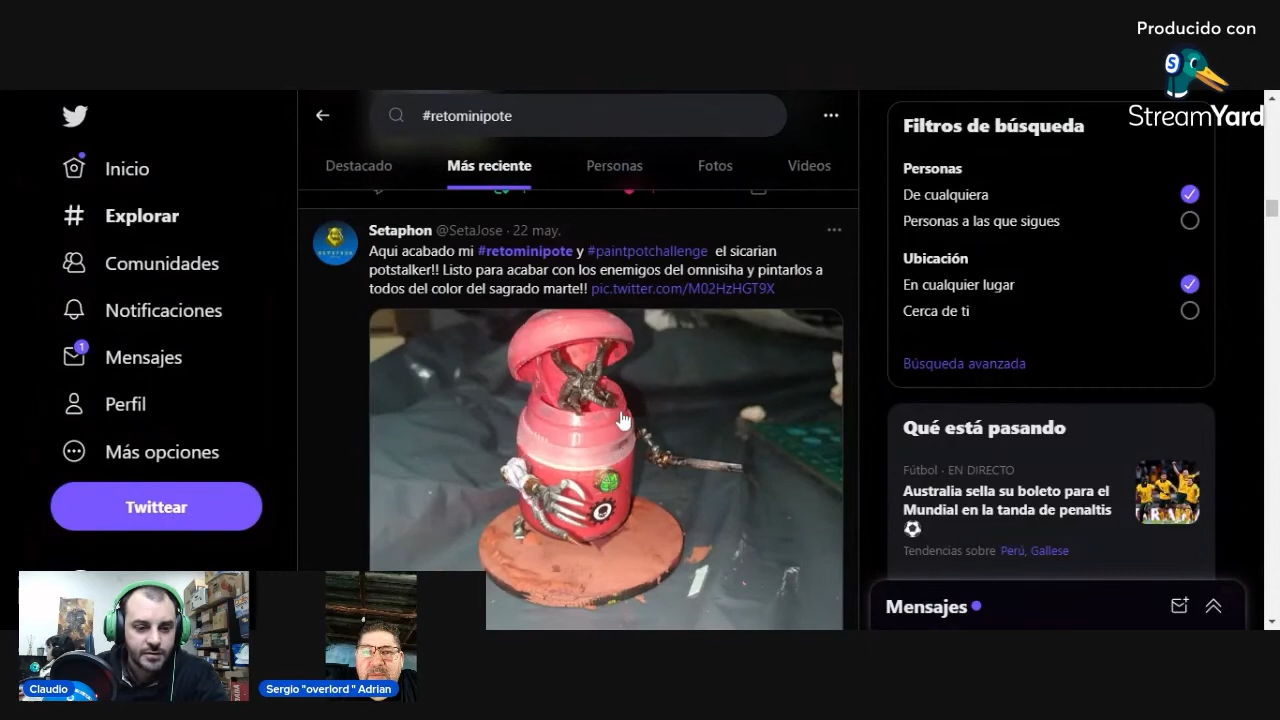 Producido con
StreamYard
Inicio
Explorar
Comunidades
Notificaciones
1
Mensajes
Perfil
Más opciones
Twittear
#retominipote
Destacado
Más reciente
Personas
Fotos
Videos
Setaphon @SetaJose · 22 may.
Aqui acabado mi #retominipote y #paintpotchallenge el sicarian
potstalker!! Listo para acabar con los enemigos del omnisiha y pintarlos a
todos del color del sagrado marte!! pic.twitter.com/M02HzHGT9X
Filtros de búsqueda
Personas
De cualquiera
Personas a las que sigues
Ubicación
En cualquier lugar
Cerca de ti
Búsqueda avanzada
Qué está pasando
Fútbol · EN DIRECTO
Australia sella su boleto para el
Mundial en la tanda de penaltis
Tendencias sobre Perú, Gallese
Mensajes
Claudio
Sergio "overlord " Adrian